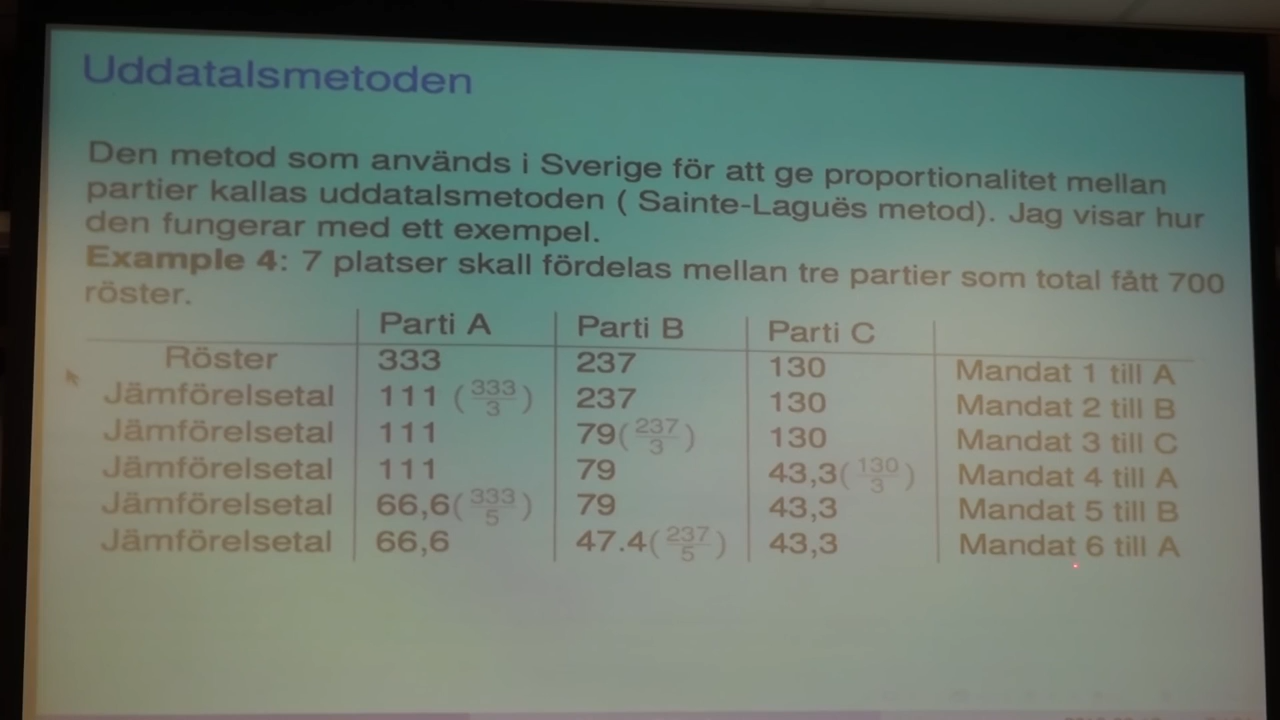 Uddatalsmetoden
Den metod som används i Sverige för att ge proportionalitet mellan
partier kallas uddatalsmetoden ( Sainte-Laguës metod). Jag visar hur
den fungerar med ett exempel.
Example 4: 7 platser skall fördelas mellan tre partier som total fått 700
röster.
Parti A Parti B Parti C
Röster 333 237 130 Mandat 1 till A
Jämförelsetal 111 (333/3) 237 130 Mandat 2 till B
Jämförelsetal 111 79(237/3) 130 Mandat 3 till C
Jämförelsetal 111 79 43,3(130/3) Mandat 4 till A
Jämförelsetal 66,6(333/5) 79 43,3 Mandat 5 till B
Jämförelsetal 66,6 47.4(237/5) 43,3 Mandat 6 till A